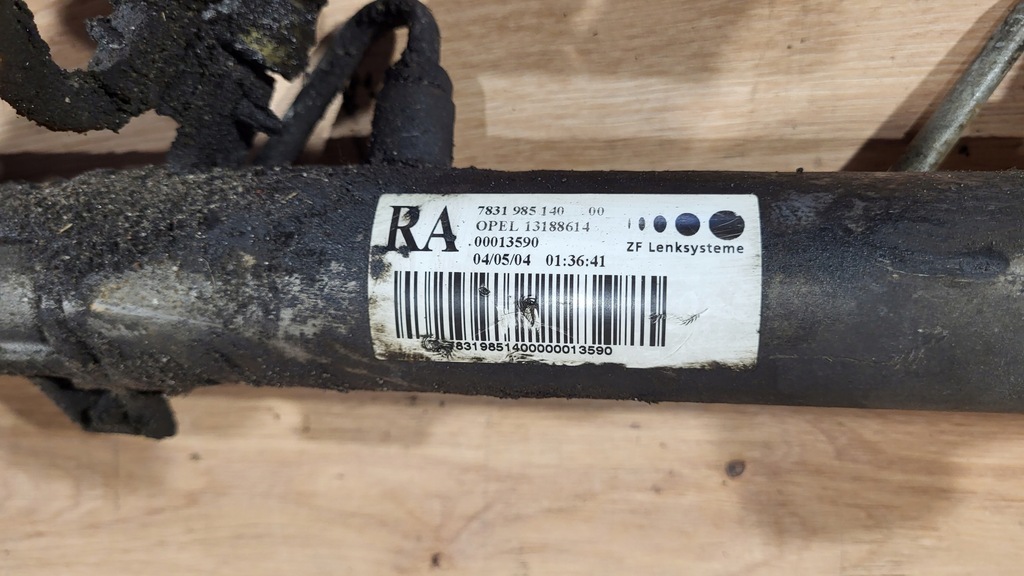 RA
7831 985 140 00
OPEL 13188614
00013590
04/05/04 01:36:41
ZF Lenksysteme
7831985140000013590